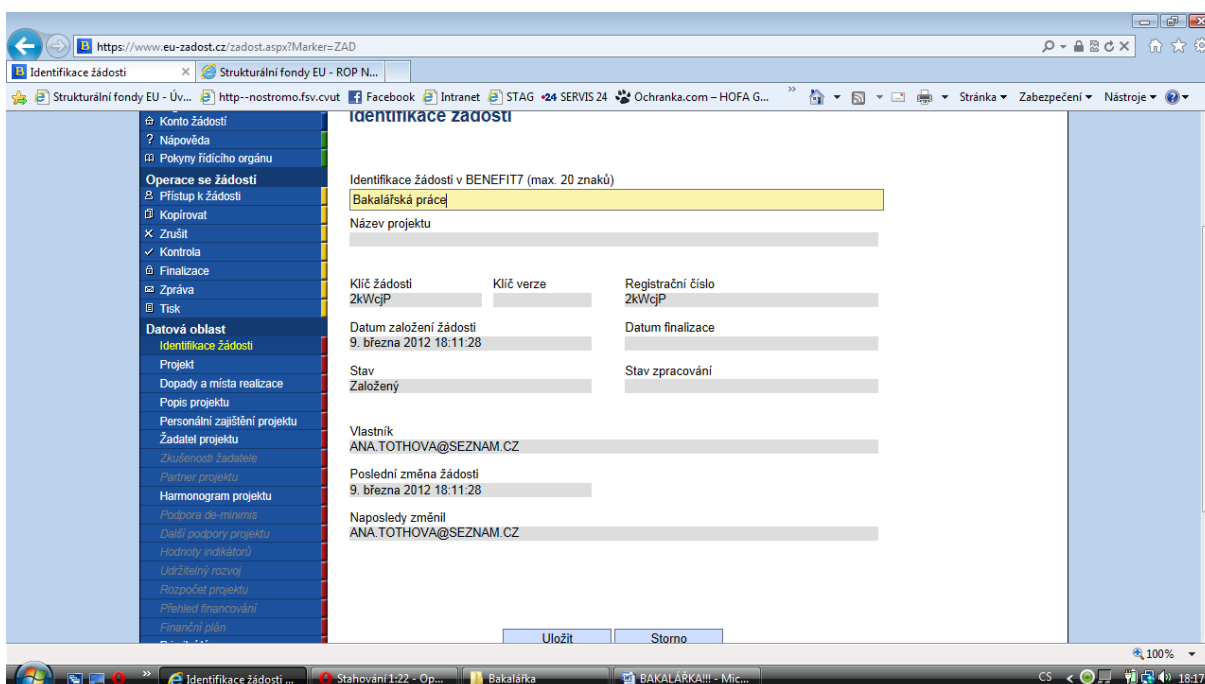 https://www.eu-zadost.cz/zadost.aspx?Marker=ZAD
Identifikace žádosti
Strukturální fondy EU - ROP N...
Strukturální fondy EU - Úv... http--nostromo.fsv.cvut Facebook Intranet STAG SERVIS 24 Ochranka.com – HOFA G... Stránka Zabezpečení Nástroje
Konto žádostí
Nápověda
Pokyny řídícího orgánu
Operace se žádostí
Přístup k žádosti
Kopírovat
Zrušit
Kontrola
Finalizace
Zpráva
Tisk
Datová oblast
Identifikace žádosti
Projekt
Dopady a místa realizace
Popis projektu
Personální zajištění projektu
Žadatel projektu
Zkušenosti žadatele
Partner projektu
Harmonogram projektu
Podpora de-minimis
Další podpory projektu
Hodnoty indikátorů
Udržitelný rozvoj
Rozpočet projektu
Přehled financování
Finanční plán
Identifikace žádosti
Identifikace žádosti v BENEFIT7 (max. 20 znaků)
Bakalářská práce
Název projektu
Klíč žádosti Klíč verze Registrační číslo
2kWcjP 2kWcjP
Datum založení žádosti Datum finalizace
9. března 2012 18:11:28
Stav Stav zpracování
Založený
Vlastník
ANA.TOTHOVA@SEZNAM.CZ
Poslední změna žádosti
9. března 2012 18:11:28
Naposledy změnil
ANA.TOTHOVA@SEZNAM.CZ
Uložit Storno
100%
Identifikace žádosti ... Stahování 1:22 - Op... Bakalářka BAKALÁŘKA!!! - Mic... CS 18:17